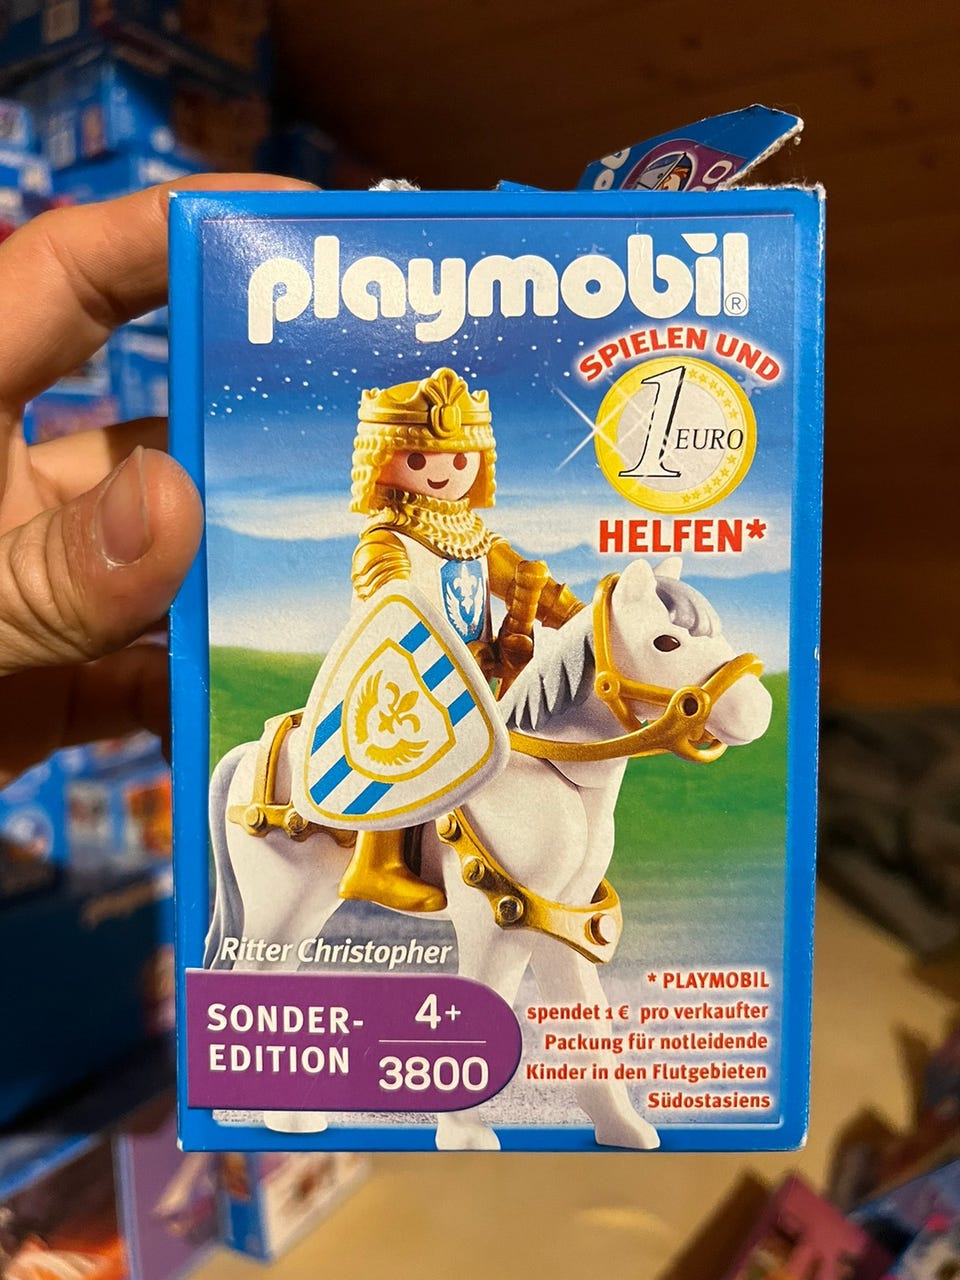 playmobil®
SPIELEN UND
1 EURO
HELFEN*
Ritter Christopher
SONDER-
EDITION
4+
3800
* PLAYMOBIL
spendet 1 € pro verkaufter
Packung für notleidende
Kinder in den Flutgebieten
Südostasiens